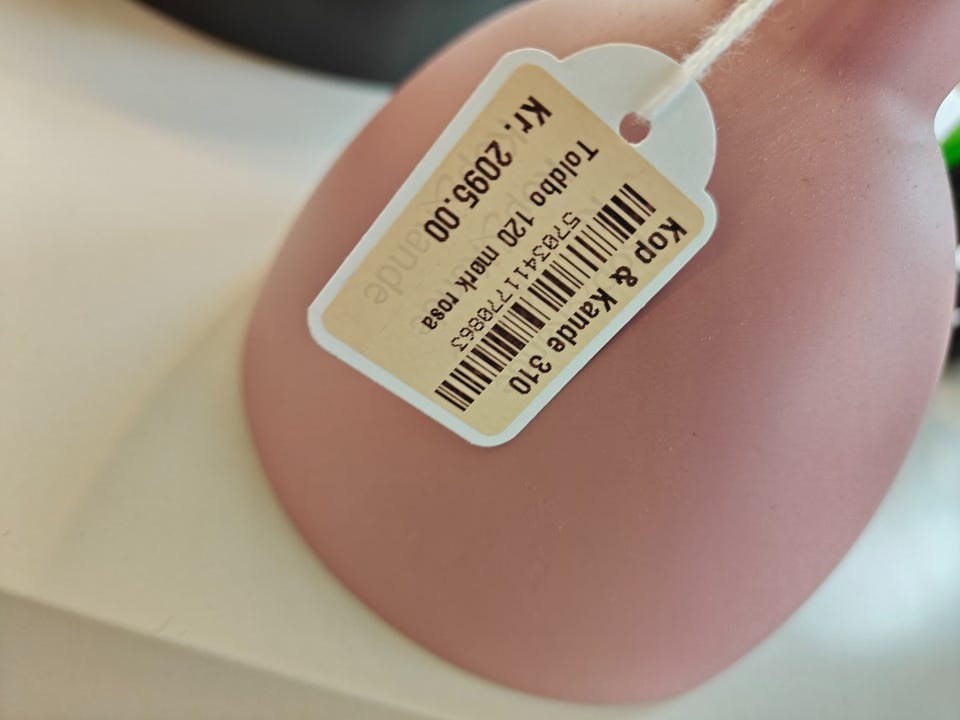 Kop & Kande 310
5703411770863
Toldbo 120 mørk rosa
Kr. 2095.00